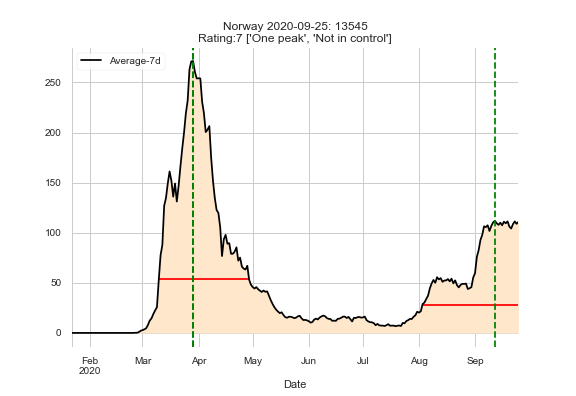 Norway 2020-09-25: 13545
Rating:7 ['One peak', 'Not in control']
Average-7d
250
200
150
100
50
0
Feb Mar Apr May Jun Jul Aug Sep
2020
Date